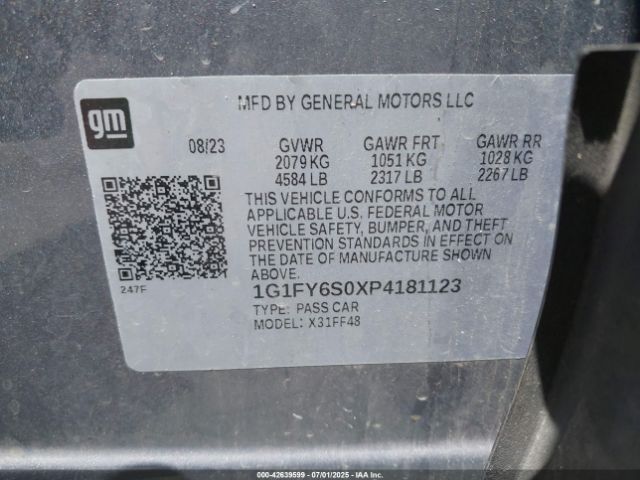 gm
MFD BY GENERAL MOTORS LLC
08/23 GVWR GAWR FRT GAWR RR
2079 KG 1051 KG 1028 KG
4584 LB 2317 LB 2267 LB
THIS VEHICLE CONFORMS TO ALL
APPLICABLE U.S. FEDERAL MOTOR
VEHICLE SAFETY, BUMPER, AND THEFT
PREVENTION STANDARDS IN EFFECT ON
THE DATE OF MANUFACTURE SHOWN
ABOVE.
247F
1G1FY6S0XP4181123
TYPE: PASS CAR
MODEL: X31FF48
© - 42639599 - 07/01/2025 - IAAI.COM